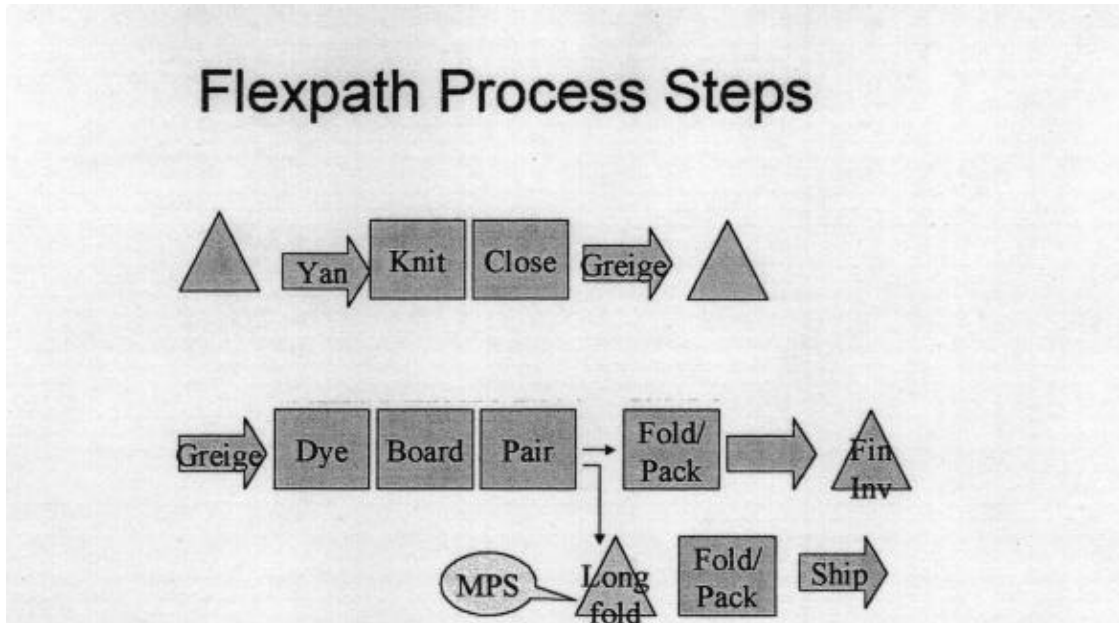 Flexpath Process Steps
Yan
Knit
Close
Greige
Greige
Dye
Board
Pair
Fold/
Pack
Fin
Inv
MPS
Long
fold
Fold/
Pack
Ship